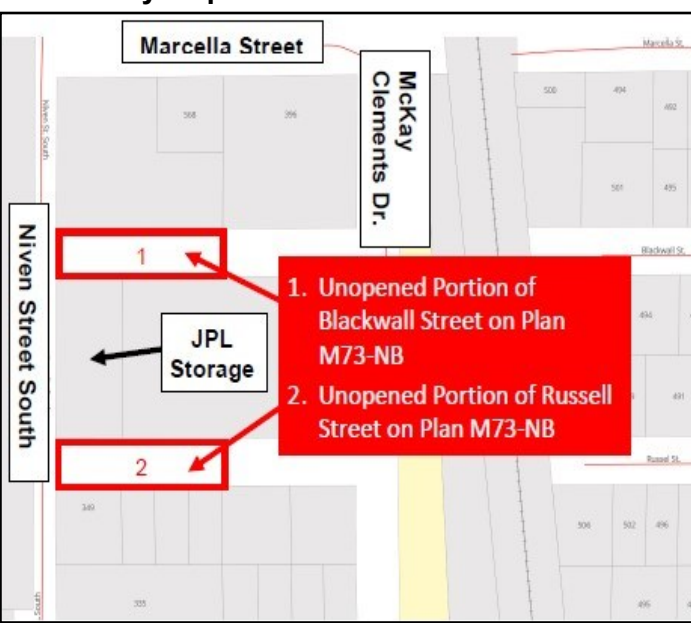 Marcella Street
Marcella St.
McKay
Clements Dr.
Niven St. South
568
396
500
494
492
501
495
Niven Street South
1
Blackwall St.
1. Unopened Portion of
Blackwall Street on Plan
M73-NB
2. Unopened Portion of Russell
Street on Plan M73-NB
JPL
Storage
494
491
2
Russel St.
349
506
502
496
335
495
South